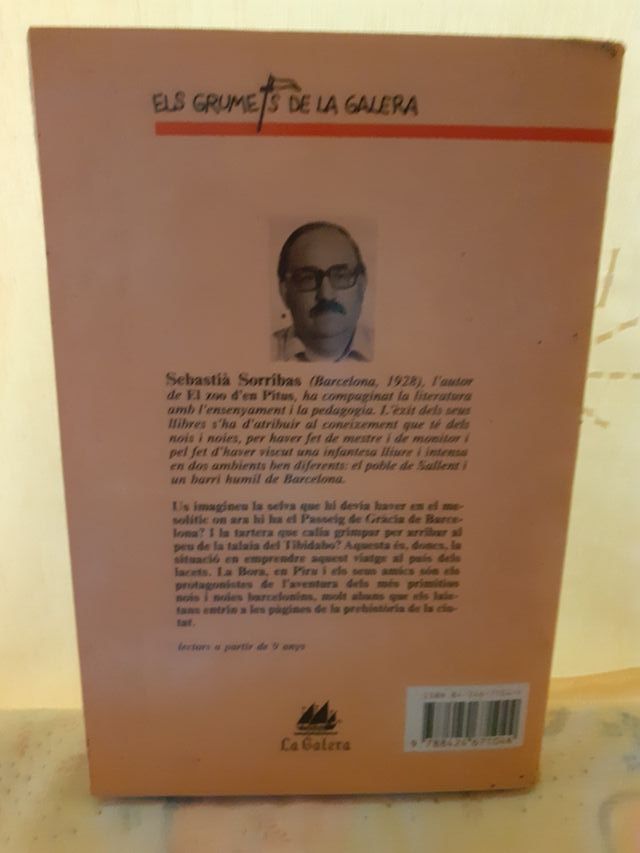 ELS GRUMETS DE LA GALERA
Sebastià Sorribas (Barcelona, 1928), l'autor
de El zoo d'en Pitus, ha compaginat la literatura
amb l'ensenyament i la pedagogia. L'èxit dels seus
llibres s'ha d'atribuir al coneixement que té dels
nois i noies, per haver fet de mestre i de monitor i
pel fet d'haver viscut una infantesa lliure i intensa
en dos ambients ben diferents: el poble de Sallent i
un barri humil de Barcelona.
Us imagineu la selva que hi devia haver en el me-
solític on ara hi ha el Passeig de Gràcia de Barce-
lona? I la tartera que calia grimpar per arribar al
peu de la talaia del Tibidabo? Aquesta és, doncs, la
situació en emprendre aquest viatge al país dels
lacets. La Bora, en Piru i els seus amics són els
protagonistes de l'aventura dels més primitius
nois i noies barcelonins, molt abans que els laie-
tans entrin a les pàgines de la prehistòria de la ciu-
tat.
lectors a partir de 9 anys
La Galera
ISBN 84-246-7104-
9 788424 671044